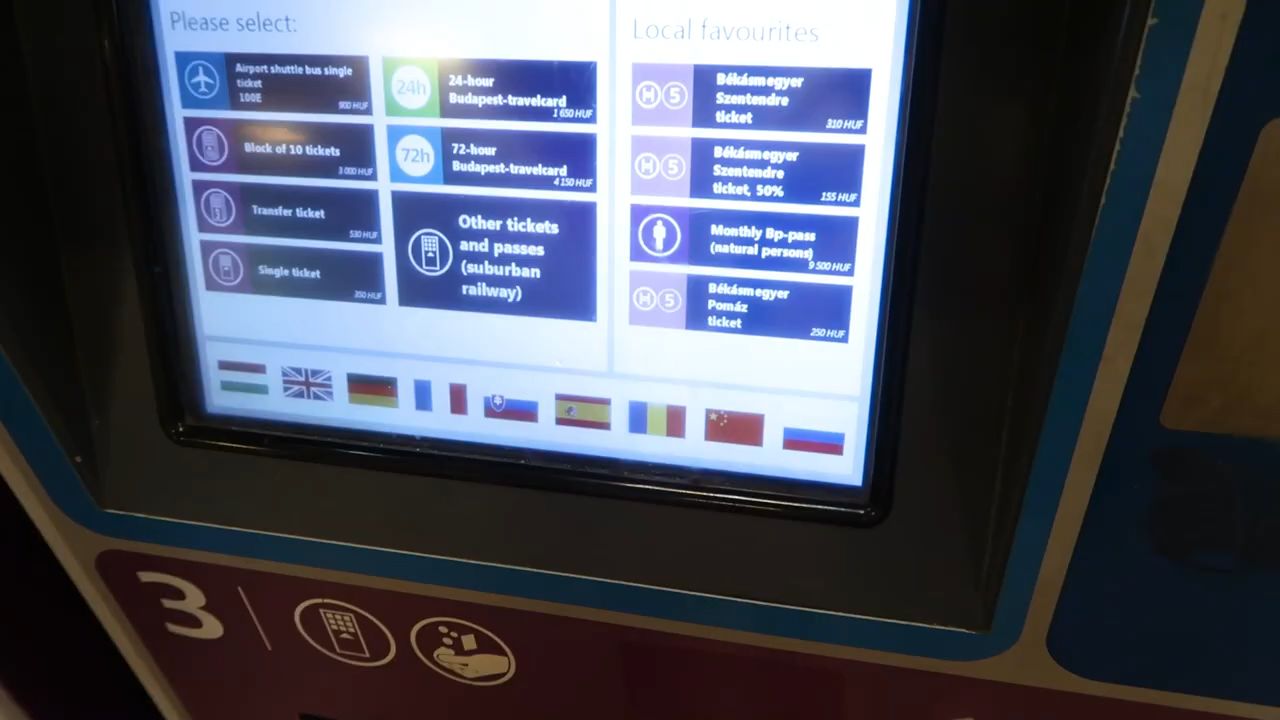 Please select:
Airport shuttle bus single
ticket
100E
900 HUF
Block of 10 tickets
3 000 HUF
Transfer ticket
530 HUF
Single ticket
350 HUF
24h
24-hour
Budapest-travelcard
1 650 HUF
72h
72-hour
Budapest-travelcard
4 150 HUF
Other tickets
and passes
(suburban
railway)
Local favourites
H 5
Békásmegyer
Szentendre
ticket
310 HUF
H 5
Békásmegyer
Szentendre
ticket, 50%
155 HUF
Monthly Bp-pass
(natural persons)
9 500 HUF
H 5
Békásmegyer
Pomáz
ticket
250 HUF
3